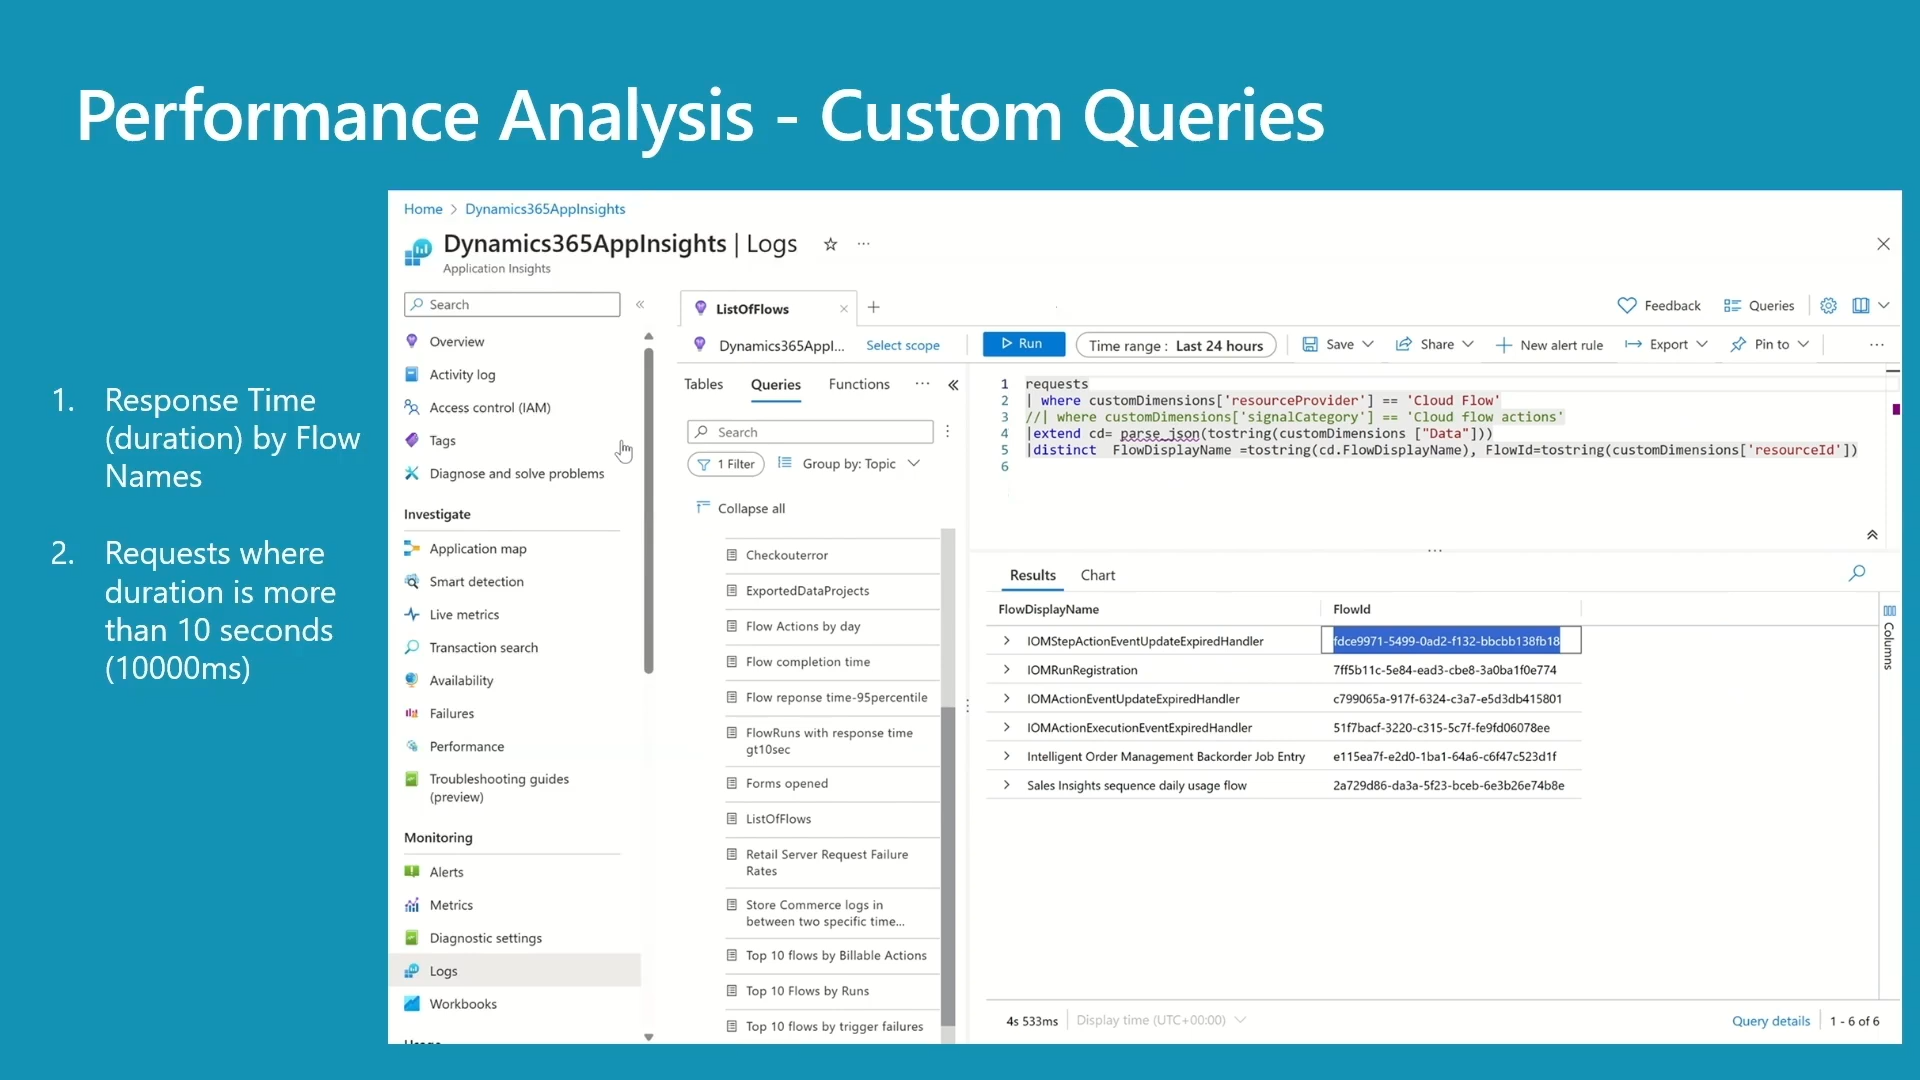 Performance Analysis - Custom Queries
1. Response Time
(duration) by Flow
Names
2. Requests where
duration is more
than 10 seconds
(10000ms)
Home > Dynamics365AppInsights
Dynamics365AppInsights | Logs
Application Insights
Search
Overview
Activity log
Access control (IAM)
Tags
Diagnose and solve problems
Investigate
Application map
Smart detection
Live metrics
Transaction search
Availability
Failures
Performance
Troubleshooting guides
(preview)
Monitoring
Alerts
Metrics
Diagnostic settings
Logs
Workbooks
ListOfFlows
Feedback
Queries
Dynamics365AppI...
Select scope
Run
Time range : Last 24 hours
Save
Share
New alert rule
Export
Pin to
Tables
Queries
Functions
Search
1 Filter
Group by: Topic
Collapse all
Checkouterror
ExportedDataProjects
Flow Actions by day
Flow completion time
Flow reponse time-95percentile
FlowRuns with response time
gt10sec
Forms opened
ListOfFlows
Retail Server Request Failure
Rates
Store Commerce logs in
between two specific time...
Top 10 flows by Billable Actions
Top 10 Flows by Runs
Top 10 flows by trigger failures
1 requests
2 | where customDimensions['resourceProvider'] == 'Cloud Flow'
3 //| where customDimensions['signalCategory'] == 'Cloud flow actions'
4 |extend cd= parse_json(tostring(customDimensions ["Data"]))
5 |distinct FlowDisplayName =tostring(cd.FlowDisplayName), FlowId=tostring(customDimensions['resourceId'])
6
Results
Chart
FlowDisplayName FlowId
IOMStepActionEventUpdateExpiredHandler fdce9971-5499-0ad2-f132-bbcbb138fb18
IOMRunRegistration 7ff5b11c-5e84-ead3-cbe8-3a0ba1f0e774
IOMActionEventUpdateExpiredHandler c799065a-917f-6324-c3a7-e5d3db415801
IOMActionExecutionEventExpiredHandler 51f7bacf-3220-c315-5c7f-fe9fd06078ee
Intelligent Order Management Backorder Job Entry e115ea7f-e2d0-1ba1-64a6-c6f47c523d1f
Sales Insights sequence daily usage flow 2a729d86-da3a-5f23-bceb-6e3b26e74b8e
Columns
4s 533ms
Display time (UTC+00:00)
Query details
1 - 6 of 6